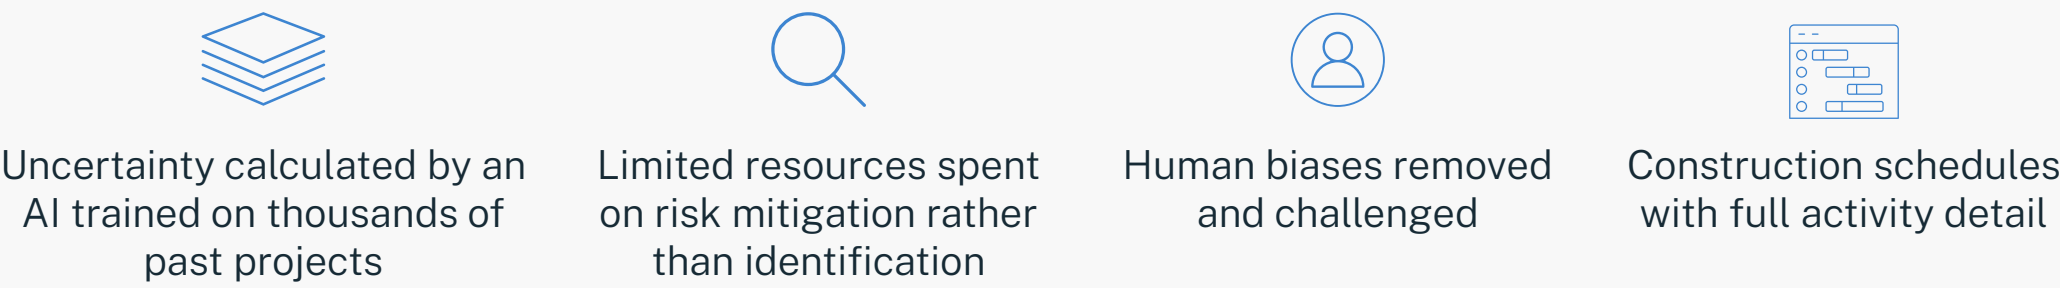 Uncertainty calculated by an
AI trained on thousands of
past projects
Limited resources spent
on risk mitigation rather
than identification
Human biases removed
and challenged
Construction schedules
with full activity detail